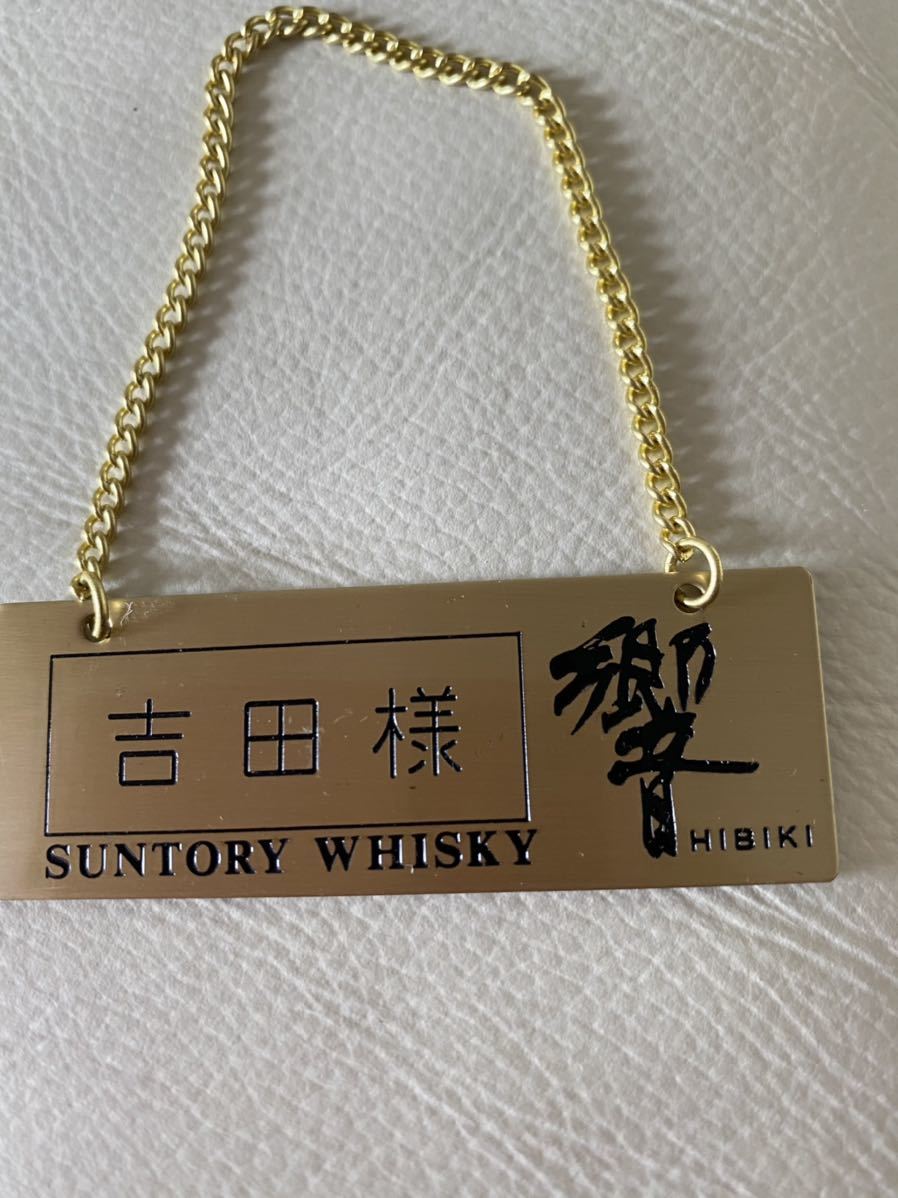 吉田様
SUNTORY WHISKY
響
HIBIKI